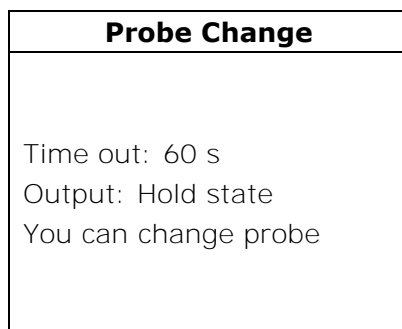 Probe Change
Time out: 60 s
Output: Hold state
You can change probe